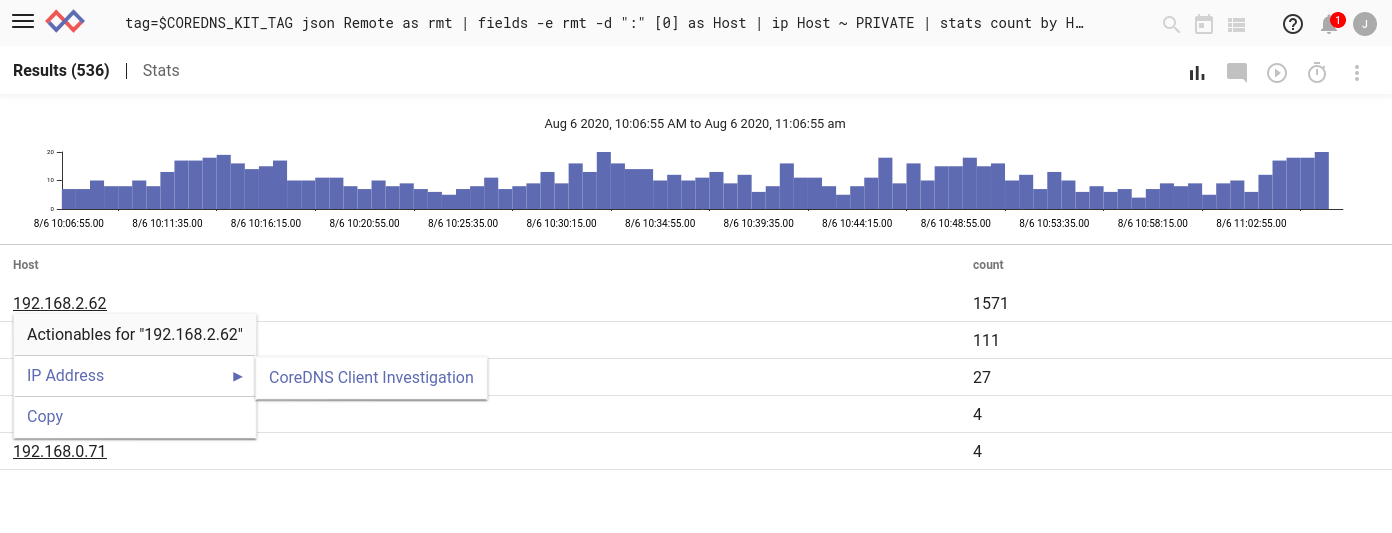 tag=$COREDNS_KIT_TAG json Remote as rmt | fields -e rmt -d ":" [0] as Host | ip Host ~ PRIVATE | stats count by H…
1
J
Results (536) | Stats
Aug 6 2020, 10:06:55 AM to Aug 6 2020, 11:06:55 am
20
10
0
8/6 10:06:55.00 8/6 10:11:35.00 8/6 10:16:15.00 8/6 10:20:55.00 8/6 10:25:35.00 8/6 10:30:15.00 8/6 10:34:55.00 8/6 10:39:35.00 8/6 10:44:15.00 8/6 10:48:55.00 8/6 10:53:35.00 8/6 10:58:15.00 8/6 11:02:55.00
Host count
192.168.2.62 1571
Actionables for "192.168.2.62" 111
IP Address ▶ CoreDNS Client Investigation 27
Copy 4
192.168.0.71 4